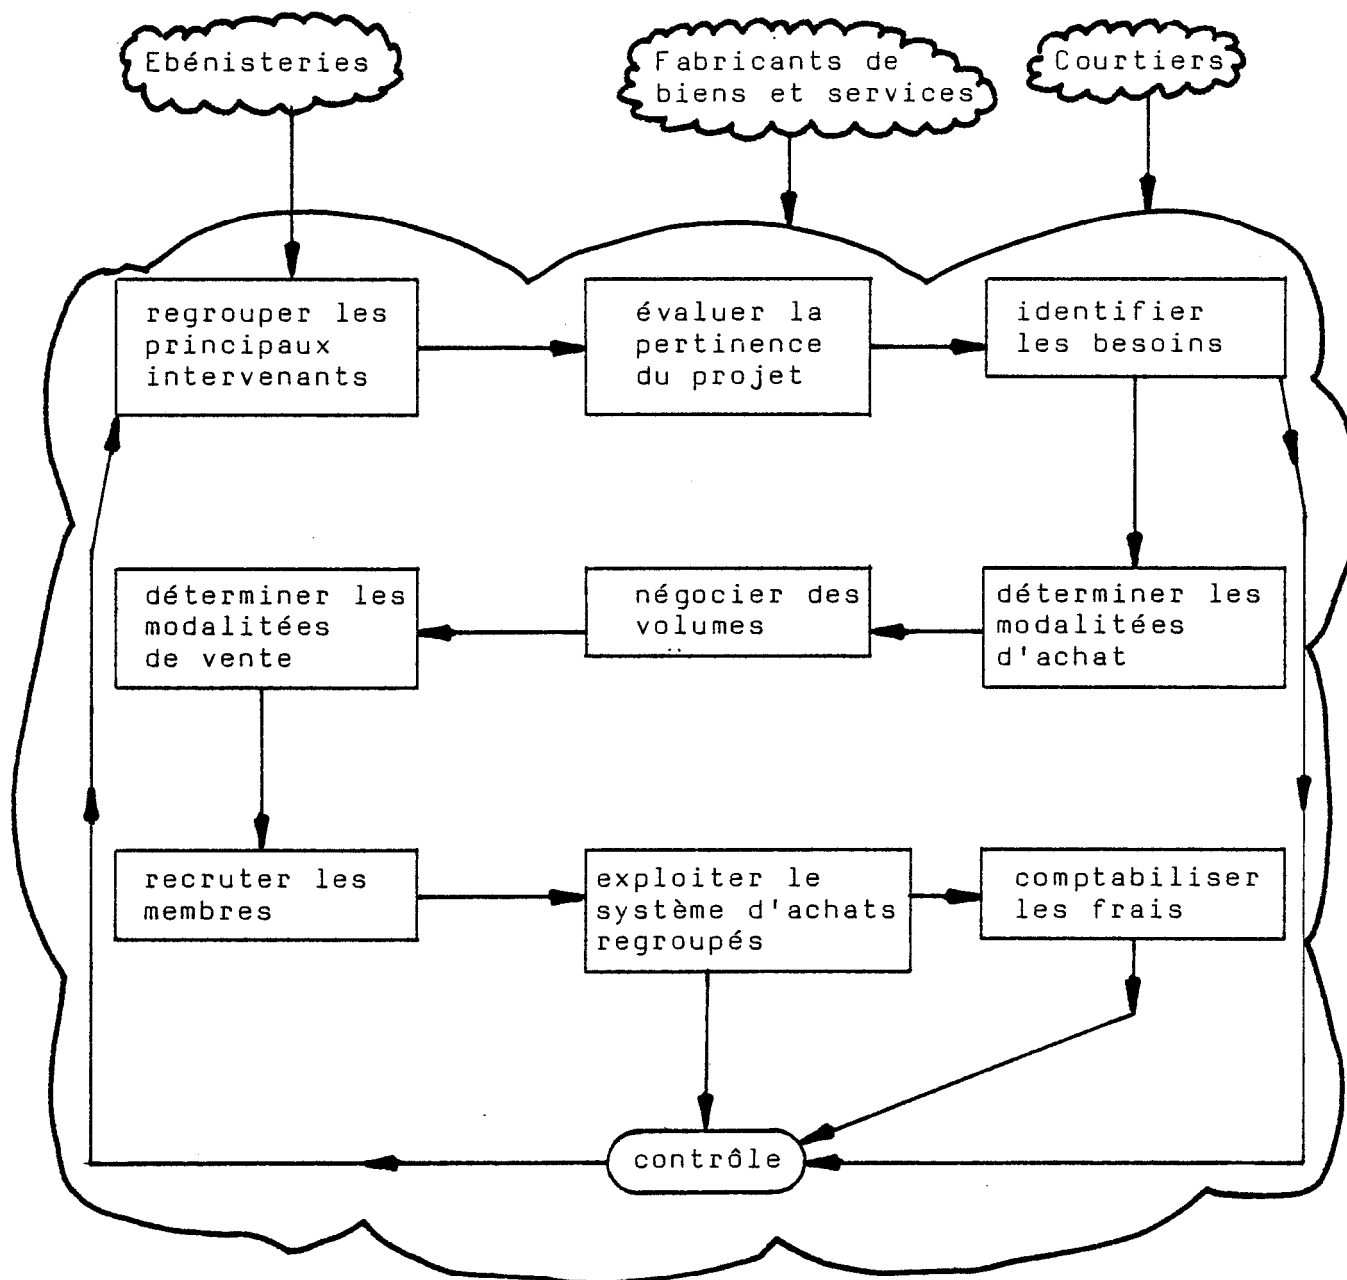 Ebénisteries
Fabricants de
biens et services
Courtiers
regrouper les
principaux
intervenants
évaluer la
pertinence
du projet
identifier
les besoins
déterminer les
modalitées
de vente
négocier des
volumes
déterminer les
modalitées
d'achat
recruter les
membres
exploiter le
système d'achats
regroupés
comptabiliser
les frais
contrôle